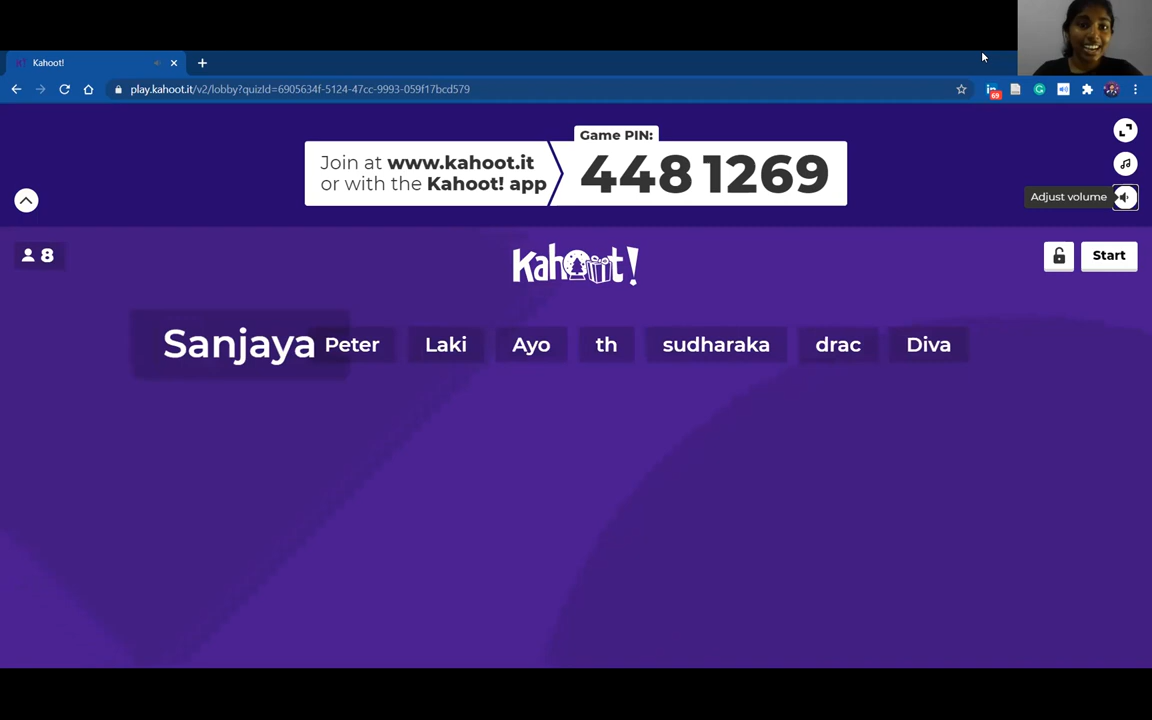 Kahoot!
play.kahoot.it/v2/lobby?quizId=6905634f-5124-47cc-9993-059f17bcd579
69
Game PIN:
Join at www.kahoot.it
or with the Kahoot! app
448 1269
Adjust volume
8
Kahoot!
Start
Sanjaya Peter Laki Ayo th sudharaka drac Diva